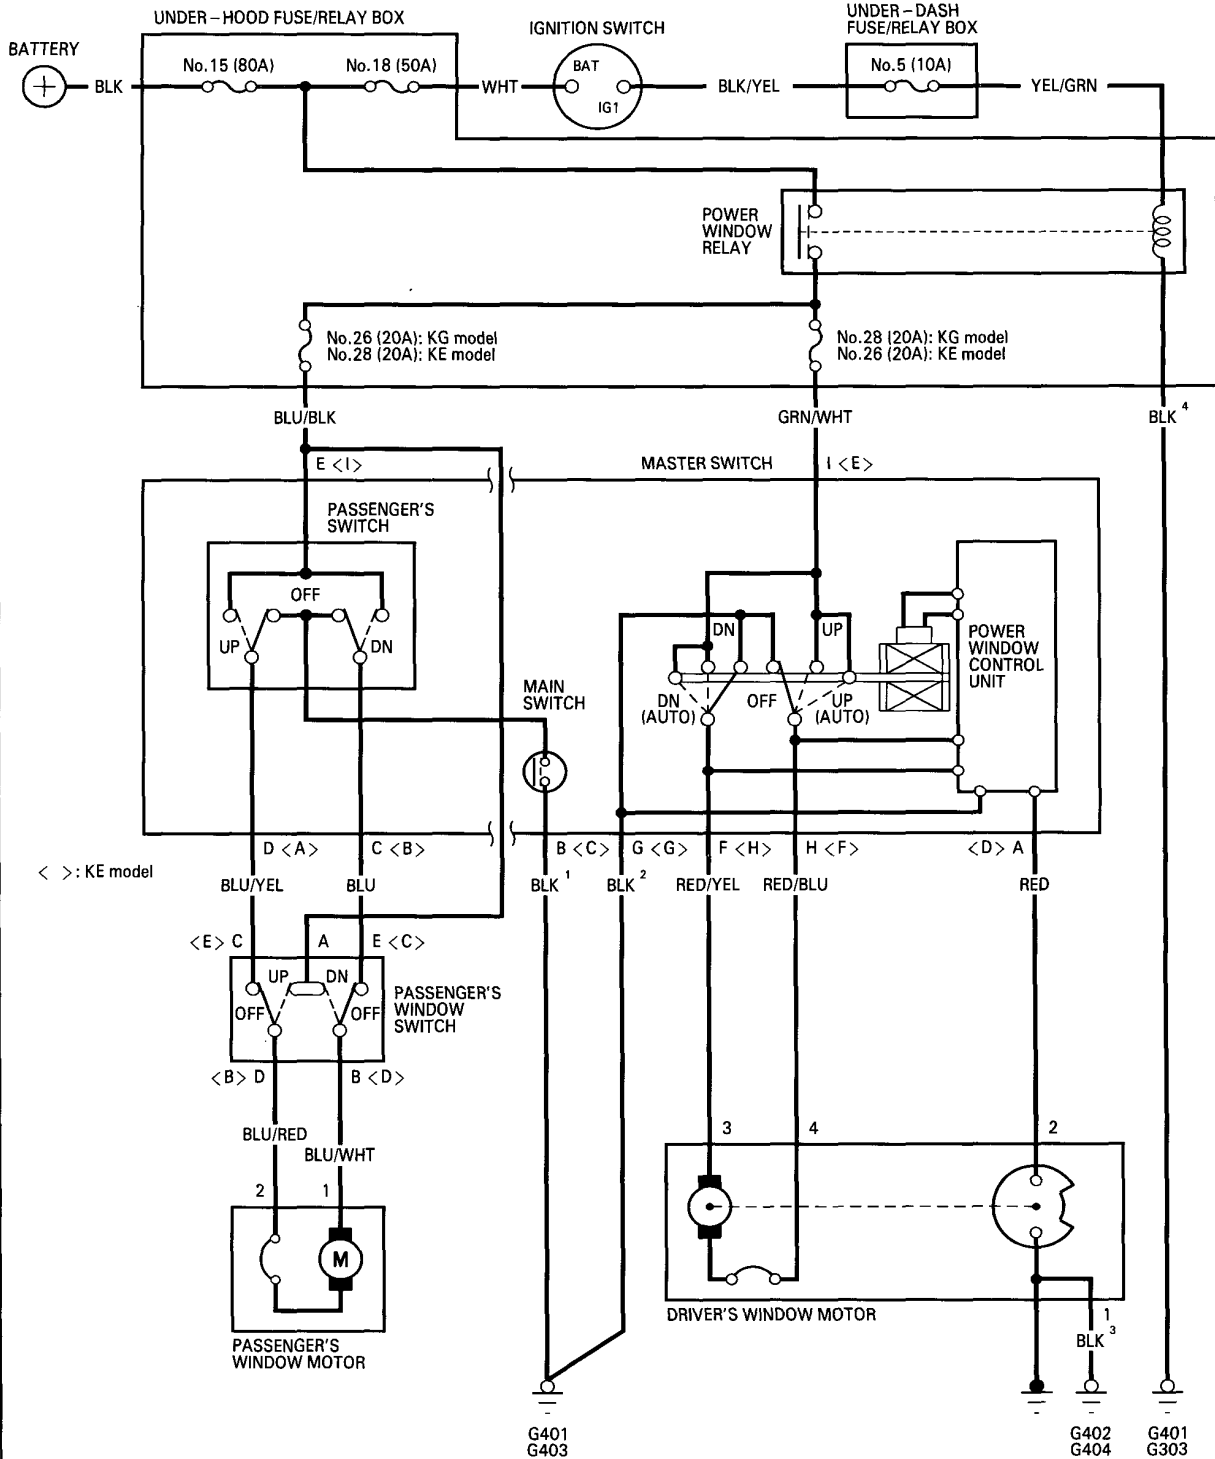 UNDER-HOOD FUSE/RELAY BOX
IGNITION SWITCH
UNDER-DASH
FUSE/RELAY BOX
BATTERY
No.15 (80A)
No.18 (50A)
BAT
IG1
No.5 (10A)
BLK
WHT
BLK/YEL
YEL/GRN
POWER
WINDOW
RELAY
No.26 (20A): KG model
No.28 (20A): KE model
No.28 (20A): KG model
No.26 (20A): KE model
BLU/BLK
GRN/WHT
BLK 4
E <I>
MASTER SWITCH
I <E>
PASSENGER'S
SWITCH
OFF
UP
DN
MAIN
SWITCH
DN
UP
DN
(AUTO)
OFF
UP
(AUTO)
POWER
WINDOW
CONTROL
UNIT
D <A>
C <B>
B <C>
G <G>
F <H>
H <F>
<D> A
< >: KE model
BLU/YEL
BLU
BLK 1
BLK 2
RED/YEL
RED/BLU
RED
<E> C
A
E <C>
UP
DN
OFF
OFF
PASSENGER'S
WINDOW
SWITCH
<B> D
B <D>
BLU/RED
BLU/WHT
2
1
M
PASSENGER'S
WINDOW MOTOR
3
4
2
DRIVER'S WINDOW MOTOR
1
BLK 3
G401
G403
G402
G404
G401
G303